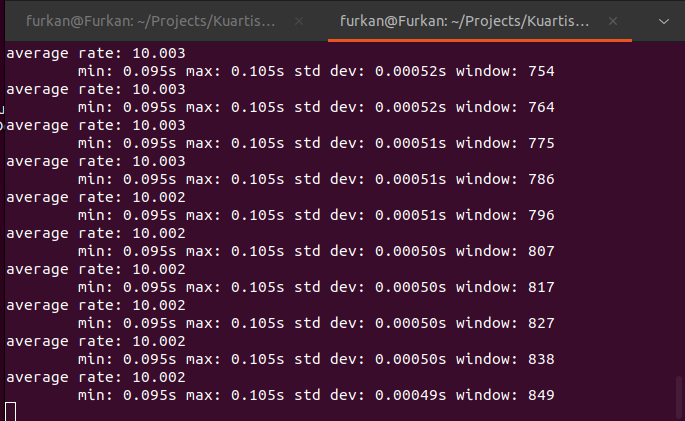 furkan@Furkan: ~/Projects/Kuartis...
furkan@Furkan: ~/Projects/Kuartis...
average rate: 10.003
min: 0.095s max: 0.105s std dev: 0.00052s window: 754
average rate: 10.003
min: 0.095s max: 0.105s std dev: 0.00052s window: 764
average rate: 10.003
min: 0.095s max: 0.105s std dev: 0.00051s window: 775
average rate: 10.003
min: 0.095s max: 0.105s std dev: 0.00051s window: 786
average rate: 10.002
min: 0.095s max: 0.105s std dev: 0.00051s window: 796
average rate: 10.002
min: 0.095s max: 0.105s std dev: 0.00050s window: 807
average rate: 10.002
min: 0.095s max: 0.105s std dev: 0.00050s window: 817
average rate: 10.002
min: 0.095s max: 0.105s std dev: 0.00050s window: 827
average rate: 10.002
min: 0.095s max: 0.105s std dev: 0.00050s window: 838
average rate: 10.002
min: 0.095s max: 0.105s std dev: 0.00049s window: 849